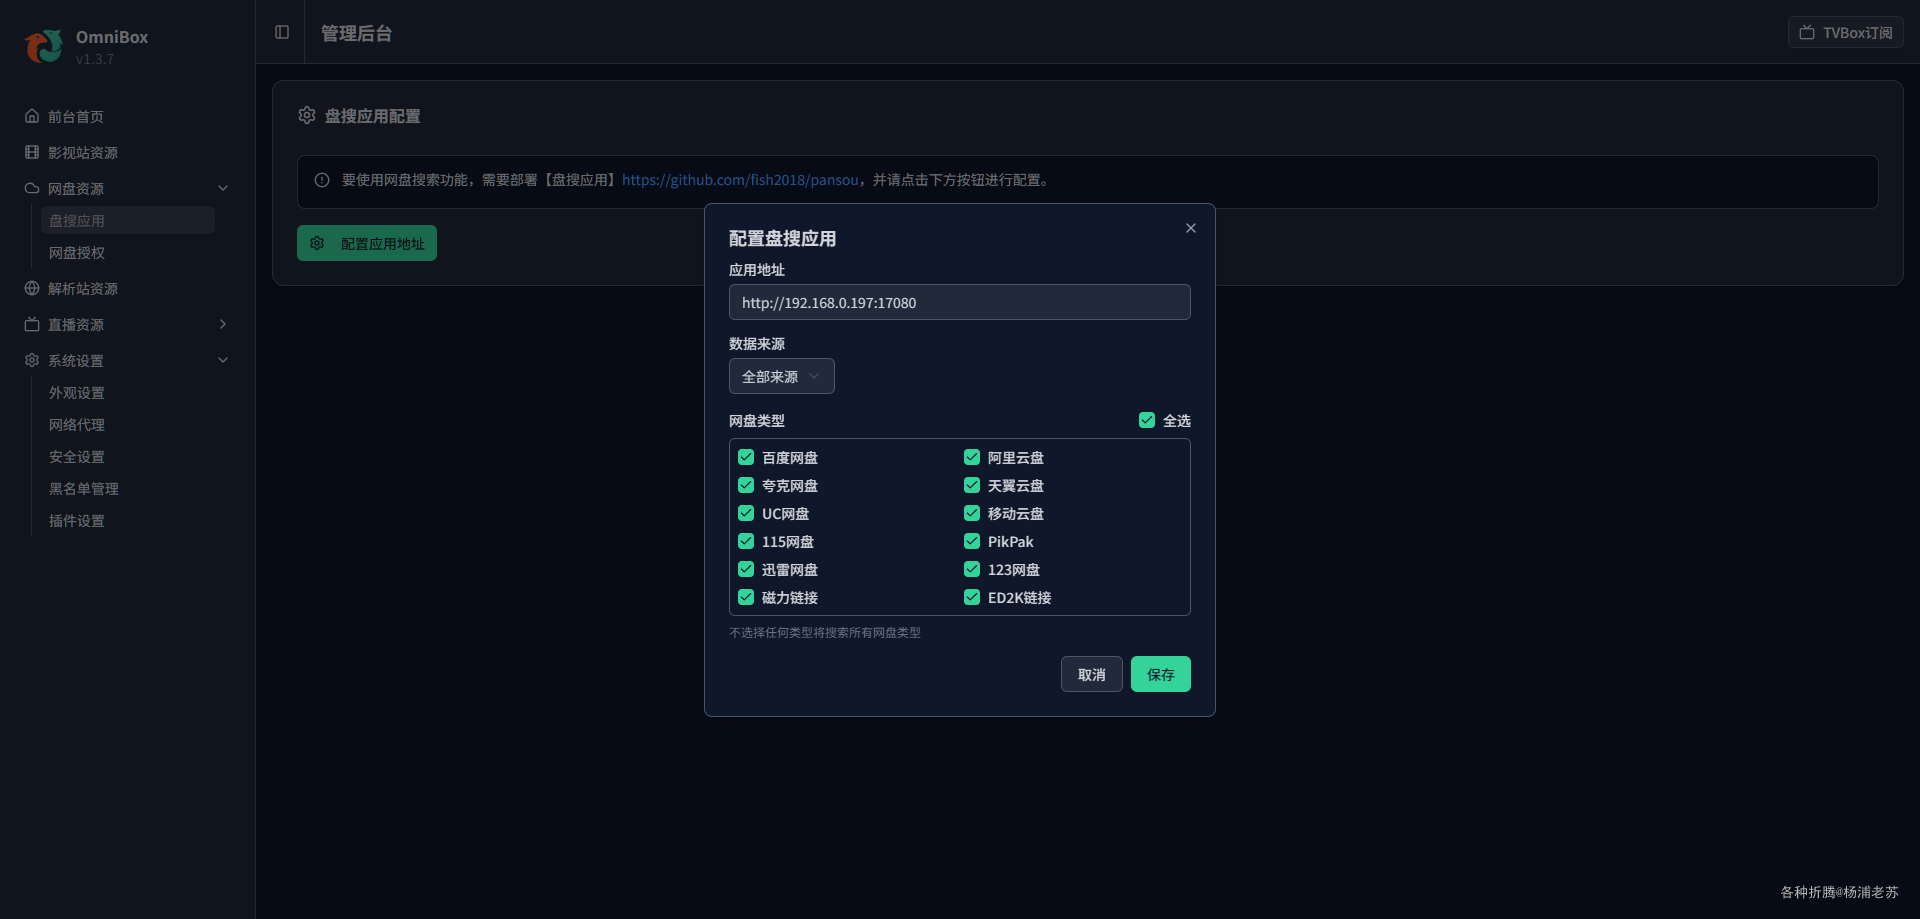 OmniBox
v1.3.7
前台首页
影视站资源
网盘资源
盘搜应用
网盘授权
解析站资源
直播资源
系统设置
外观设置
网络代理
安全设置
黑名单管理
插件设置
管理后台
TVBox订阅
盘搜应用配置
要使用网盘搜索功能，需要部署【盘搜应用】https://github.com/fish2018/pansou，并请点击下方按钮进行配置。
配置应用地址
配置盘搜应用
应用地址
http://192.168.0.197:17080
数据来源
全部来源
网盘类型
全选
百度网盘
阿里云盘
夸克网盘
天翼云盘
UC网盘
移动云盘
115网盘
PikPak
迅雷网盘
123网盘
磁力链接
ED2K链接
不选择任何类型将搜索所有网盘类型
取消
保存
各种折腾@杨浦老苏